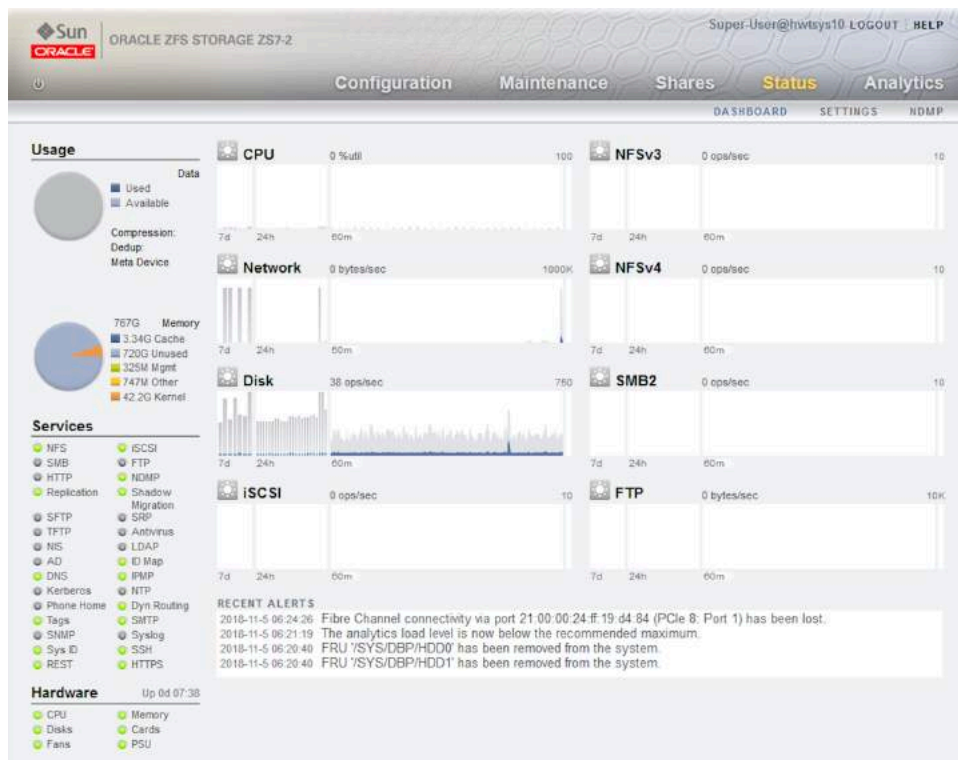 Sun
ORACLE
ORACLE ZFS STORAGE ZS7-2
Super-User@hwtsys10 LOGOUT HELP
Configuration Maintenance Shares Status Analytics
DASHBOARD SETTINGS NDMP
Usage
Data
Used
Available
Compression:
Dedup:
Meta Device
767G Memory
3.34G Cache
720G Unused
325M Mgmt
747M Other
42.2G Kernel
Services
NFS iSCSI
SMB FTP
HTTP NDMP
Replication Shadow Migration
SFTP SRP
TFTP Antivirus
NIS LDAP
AD ID Map
DNS IPMP
Kerberos NTP
Phone Home Dyn Routing
Tags SMTP
SNMP Syslog
Sys ID SSH
REST HTTPS
Hardware Up 0d 07:38
CPU Memory
Disks Cards
Fans PSU
CPU 0 %util 100
7d 24h 60m
Network 0 bytes/sec 1000K
7d 24h 60m
Disk 38 ops/sec 750
7d 24h 60m
iSCSI 0 ops/sec 10
7d 24h 60m
NFSv3 0 ops/sec 10
7d 24h 60m
NFSv4 0 ops/sec 10
7d 24h 60m
SMB2 0 ops/sec 10
7d 24h 60m
FTP 0 bytes/sec 10K
7d 24h 60m
RECENT ALERTS
2018-11-5 06:24:26 Fibre Channel connectivity via port 21:00:00:24:ff:19:d4:84 (PCIe 8: Port 1) has been lost.
2018-11-5 06:21:19 The analytics load level is now below the recommended maximum.
2018-11-5 06:20:40 FRU '/SYS/DBP/HDD0' has been removed from the system.
2018-11-5 06:20:40 FRU '/SYS/DBP/HDD1' has been removed from the system.